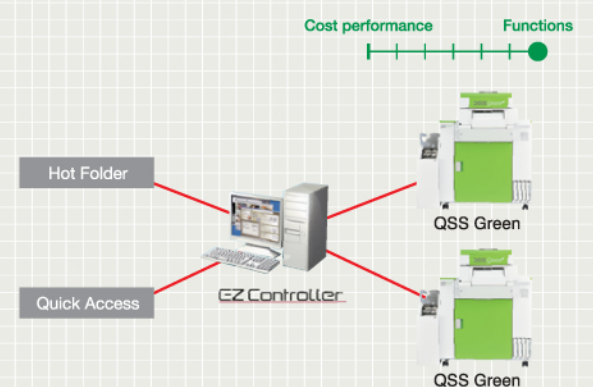 Cost performance Functions
Hot Folder
QSS Green
EZ Controller
Quick Access
QSS Green